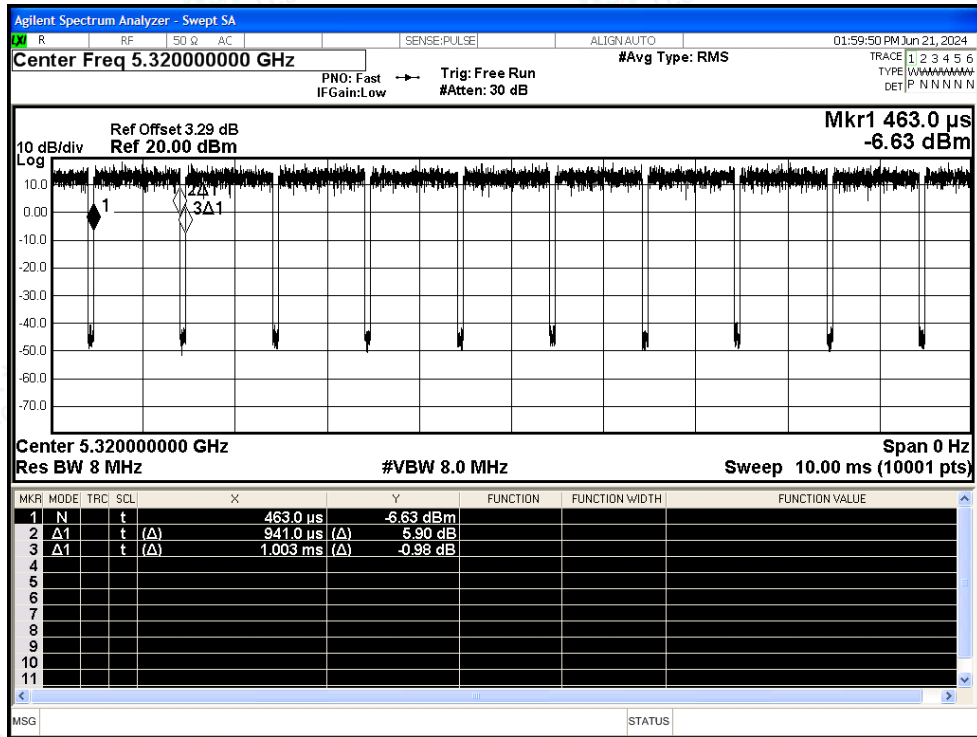 Agilent Spectrum Analyzer - Swept SA
LXI R RF 50 Ω AC SENSE:PULSE ALIGN AUTO 01:59:50 PM Jun 21, 2024
Center Freq 5.320000000 GHz #Avg Type: RMS TRACE 1 2 3 4 5 6
PNO: Fast Trig: Free Run TYPE W
IFGain:Low #Atten: 30 dB DET P N N N N N
Ref Offset 3.29 dB Mkr1 463.0 µs
10 dB/div Ref 20.00 dBm -6.63 dBm
Log
10.0
2Δ
0.00 1 3Δ1
-10.0
-20.0
-30.0
-40.0
-50.0
-60.0
-70.0
Center 5.320000000 GHz Span 0 Hz
Res BW 8 MHz #VBW 8.0 MHz Sweep 10.00 ms (10001 pts)
MKR MODE TRC SCL X Y FUNCTION FUNCTION WIDTH FUNCTION VALUE
1 N t 463.0 µs -6.63 dBm
2 Δ1 t (Δ) 941.0 µs (Δ) 5.90 dB
3 Δ1 t (Δ) 1.003 ms (Δ) -0.98 dB
4
5
6
7
8
9
10
11
MSG STATUS